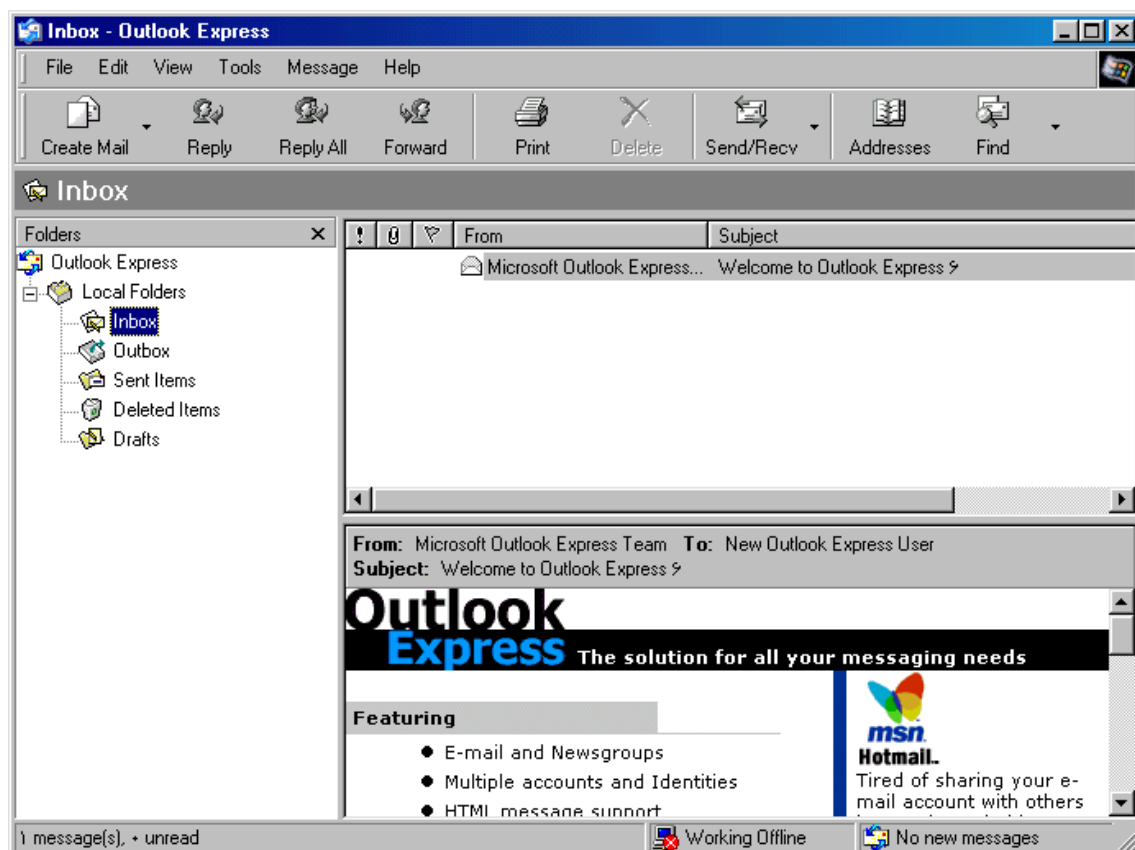 Inbox - Outlook Express
File Edit View Tools Message Help
Create Mail Reply Reply All Forward Print Delete Send/Recv Addresses Find
Inbox
Folders
Outlook Express
Local Folders
Inbox
Outbox
Sent Items
Deleted Items
Drafts
! From Subject
Microsoft Outlook Express... Welcome to Outlook Express ۶
From: Microsoft Outlook Express Team To: New Outlook Express User
Subject: Welcome to Outlook Express ۶
Outlook
Express The solution for all your messaging needs
Featuring
● E-mail and Newsgroups
● Multiple accounts and Identities
● HTML message support
msn
Hotmail
Tired of sharing your e-
mail account with others
۱ message(s), ۰ unread
Working Offline
No new messages